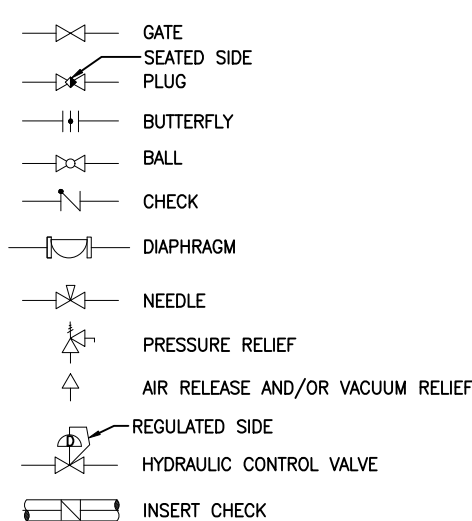 GATE
SEATED SIDE
PLUG
BUTTERFLY
BALL
CHECK
DIAPHRAGM
NEEDLE
PRESSURE RELIEF
AIR RELEASE AND/OR VACUUM RELIEF
REGULATED SIDE
HYDRAULIC CONTROL VALVE
INSERT CHECK